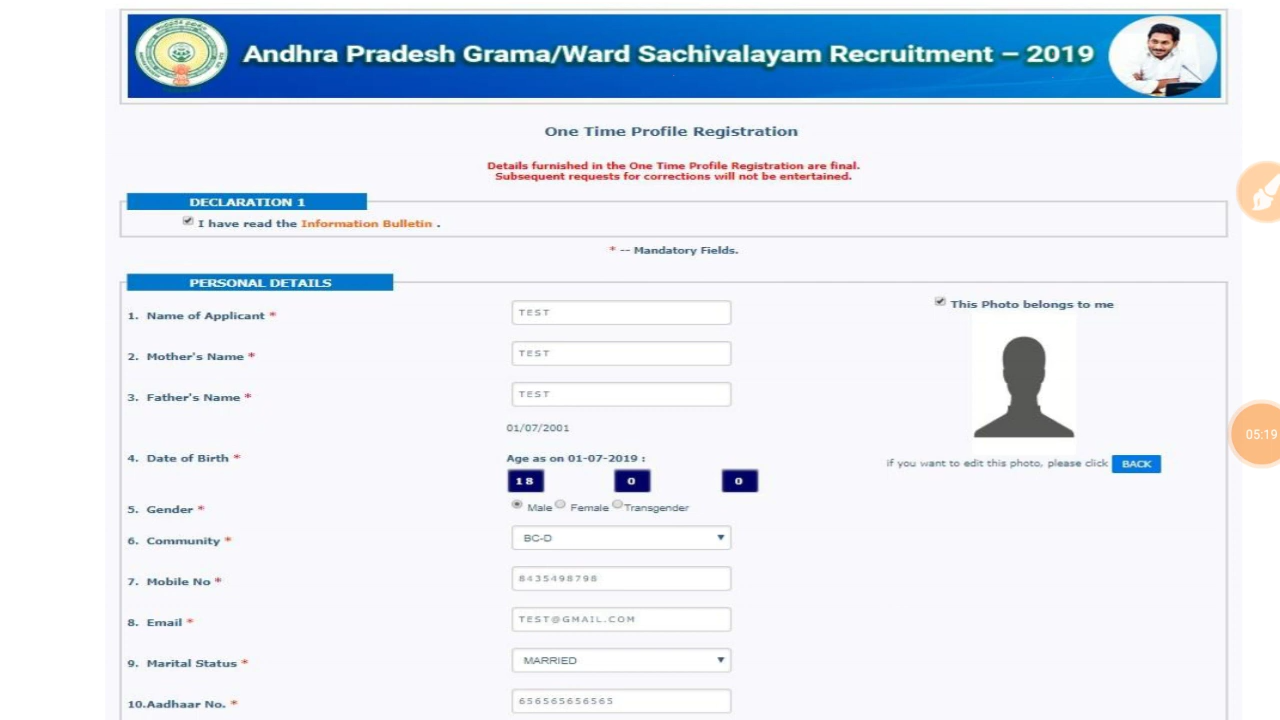 Andhra Pradesh Grama/Ward Sachivalayam Recruitment – 2019
One Time Profile Registration
Details furnished in the One Time Profile Registration are final.
Subsequent requests for corrections will not be entertained.
DECLARATION 1
I have read the Information Bulletin .
* -- Mandatory Fields.
PERSONAL DETAILS
This Photo belongs to me
1. Name of Applicant * TEST
2. Mother's Name * TEST
3. Father's Name * TEST
01/07/2001
05:19
4. Date of Birth * Age as on 01-07-2019 :
if you want to edit this photo, please click BACK
18 0 0
5. Gender * Male Female Transgender
6. Community * BC-D
7. Mobile No * 8435498798
8. Email * TEST@GMAIL.COM
9. Marital Status * MARRIED
10.Aadhaar No. * 656565656565